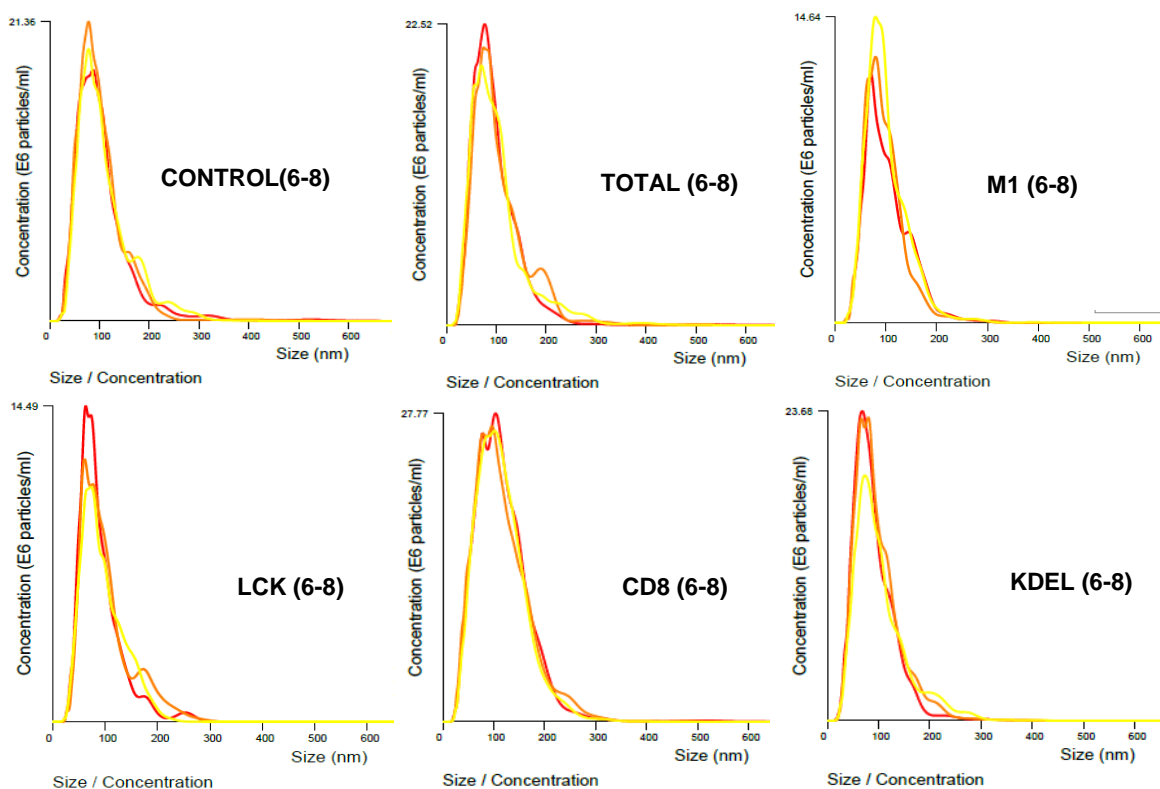 21.36
Concentration (E6 particles/ml)
CONTROL(6-8)
0 100 200 300 400 500 600
Size (nm)
Size / Concentration
22.52
Concentration (E6 particles/ml)
TOTAL (6-8)
0 100 200 300 400 500 600
Size (nm)
Size / Concentration
14.64
Concentration (E6 particles/ml)
M1 (6-8)
0 100 200 300 400 500 600
Size (nm)
Size / Concentration
14.49
Concentration (E6 particles/ml)
LCK (6-8)
0 100 200 300 400 500 600
Size (nm)
Size / Concentration
27.77
Concentration (E6 particles/ml)
CD8 (6-8)
0 100 200 300 400 500 600
Size (nm)
Size / Concentration
23.68
Concentration (E6 particles/ml)
KDEL (6-8)
0 100 200 300 400 500 600
Size (nm)
Size / Concentration